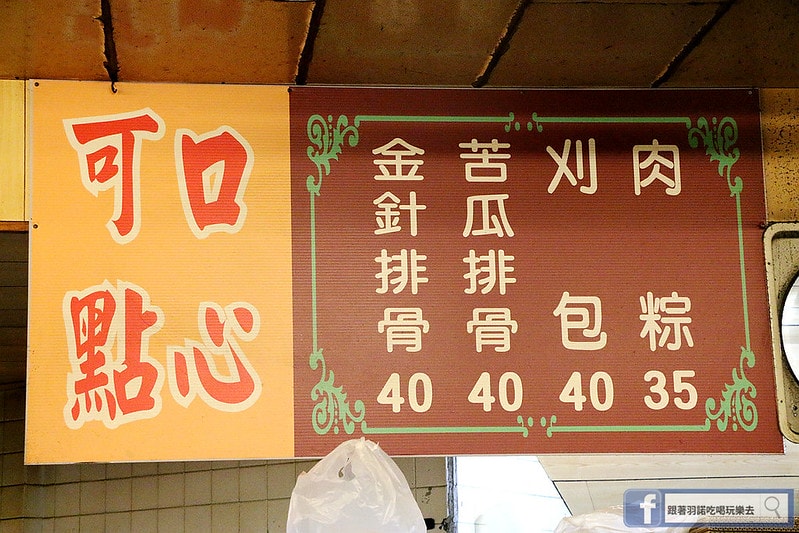 可口
點心
肉粽 35
刈包 40
苦瓜排骨 40
金針排骨 40
f 跟著羽諾吃喝玩樂去